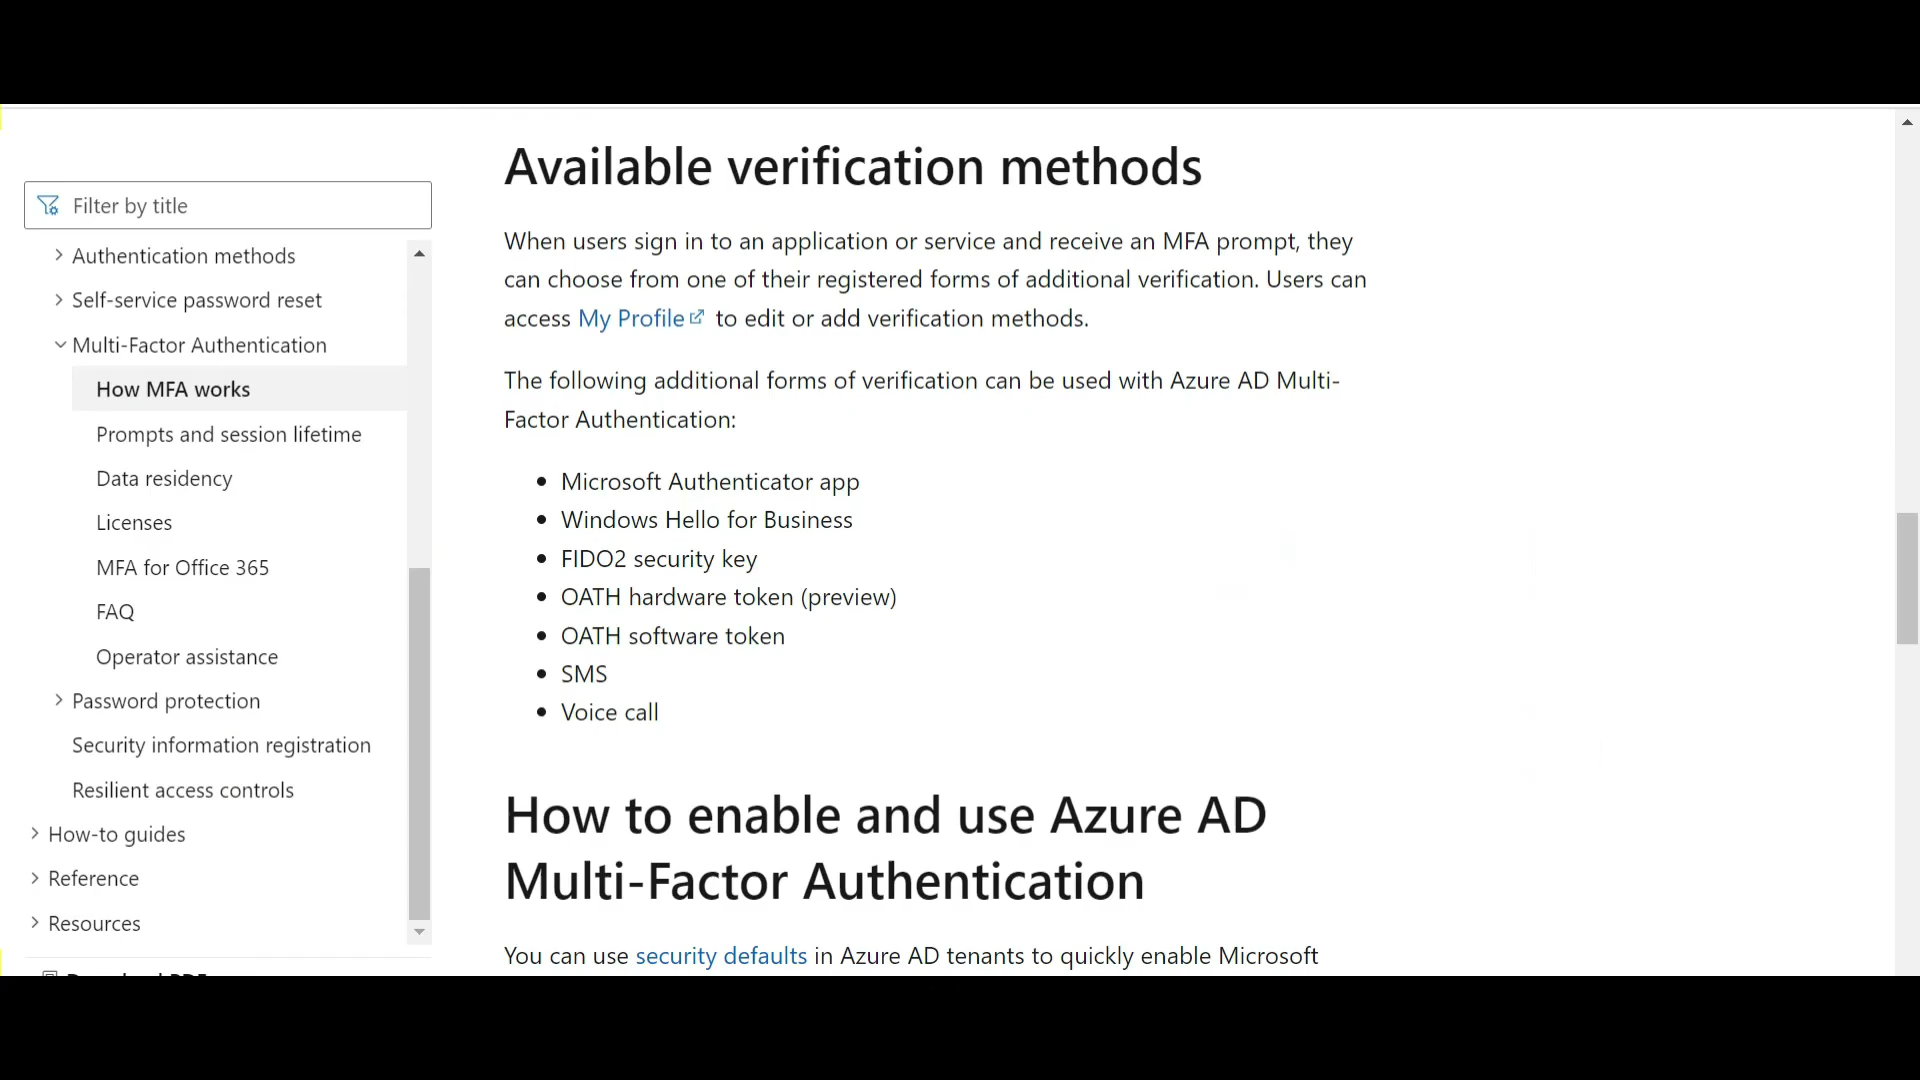 Filter by title
Authentication methods
Self-service password reset
Multi-Factor Authentication
How MFA works
Prompts and session lifetime
Data residency
Licenses
MFA for Office 365
FAQ
Operator assistance
Password protection
Security information registration
Resilient access controls
How-to guides
Reference
Resources
Download PDF
Available verification methods
When users sign in to an application or service and receive an MFA prompt, they
can choose from one of their registered forms of additional verification. Users can
access My Profile to edit or add verification methods.
The following additional forms of verification can be used with Azure AD Multi-
Factor Authentication:
Microsoft Authenticator app
Windows Hello for Business
FIDO2 security key
OATH hardware token (preview)
OATH software token
SMS
Voice call
How to enable and use Azure AD
Multi-Factor Authentication
You can use security defaults in Azure AD tenants to quickly enable Microsoft